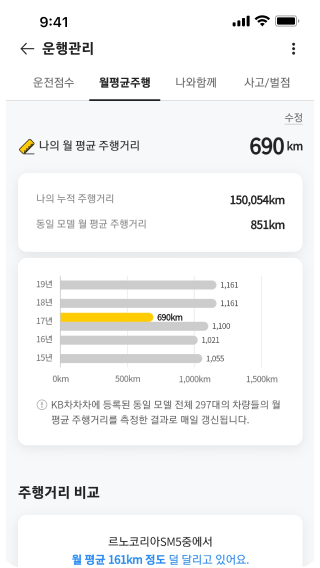 9:41
운행관리
운전점수 월평균주행 나와함께 사고/벌점
수정
나의 월 평균 주행거리 690 km
나의 누적 주행거리 150,054km
동일 모델 월 평균 주행거리 851km
19년 1,161
18년 1,161
690km
17년 1,100
16년 1,021
15년 1,055
0km 500km 1,000km 1,500km
KB차차차에 등록된 동일 모델 전체 297대의 차량들의 월
평균 주행거리를 측정한 결과로 매일 갱신됩니다.
주행거리 비교
르노코리아SM5중에서
월 평균 161km 정도 덜 달리고 있어요.